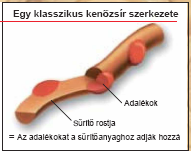 Egy klasszikus kenőzsír szerkezete
Adalékok
Sűrítő rostja
= Az adalékokat a sűrítőanyaghoz adják hozzá